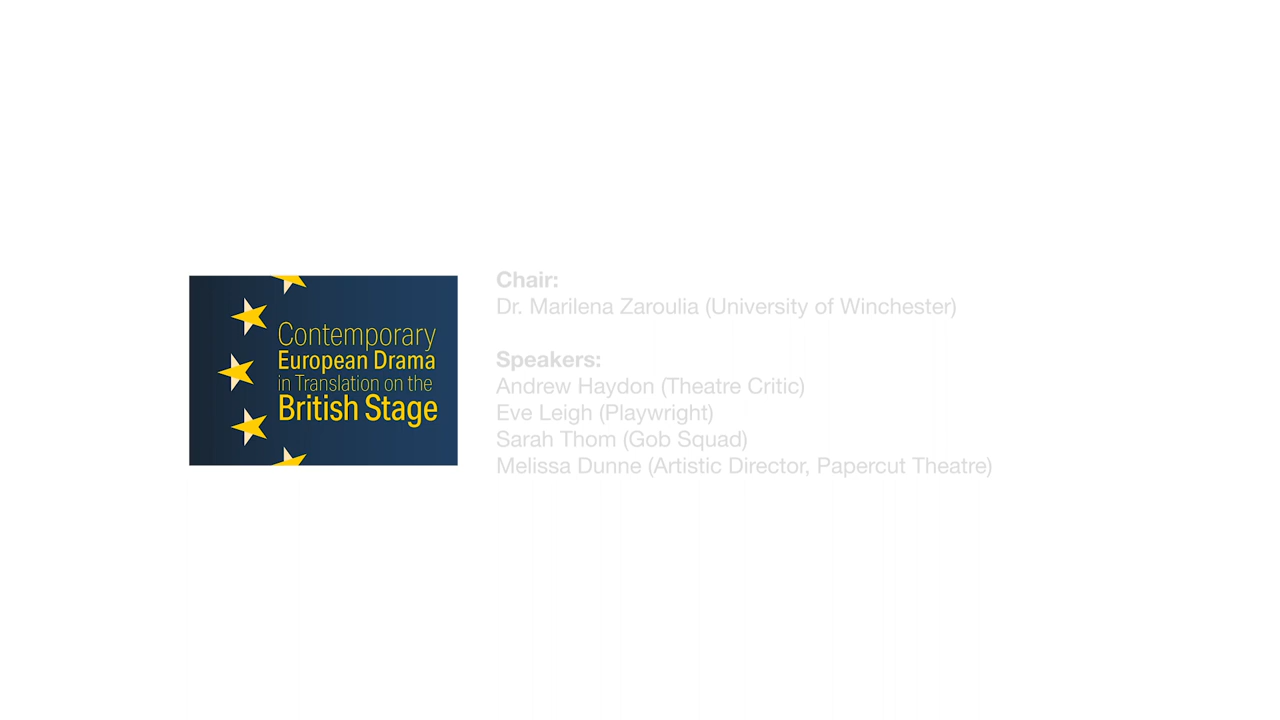 Contemporary
European Drama
in Translation on the
British Stage
Chair:
Dr. Marilena Zaroulia (University of Winchester)
Speakers:
Andrew Haydon (Theatre Critic)
Eve Leigh (Playwright)
Sarah Thom (Gob Squad)
Melissa Dunne (Artistic Director, Papercut Theatre)